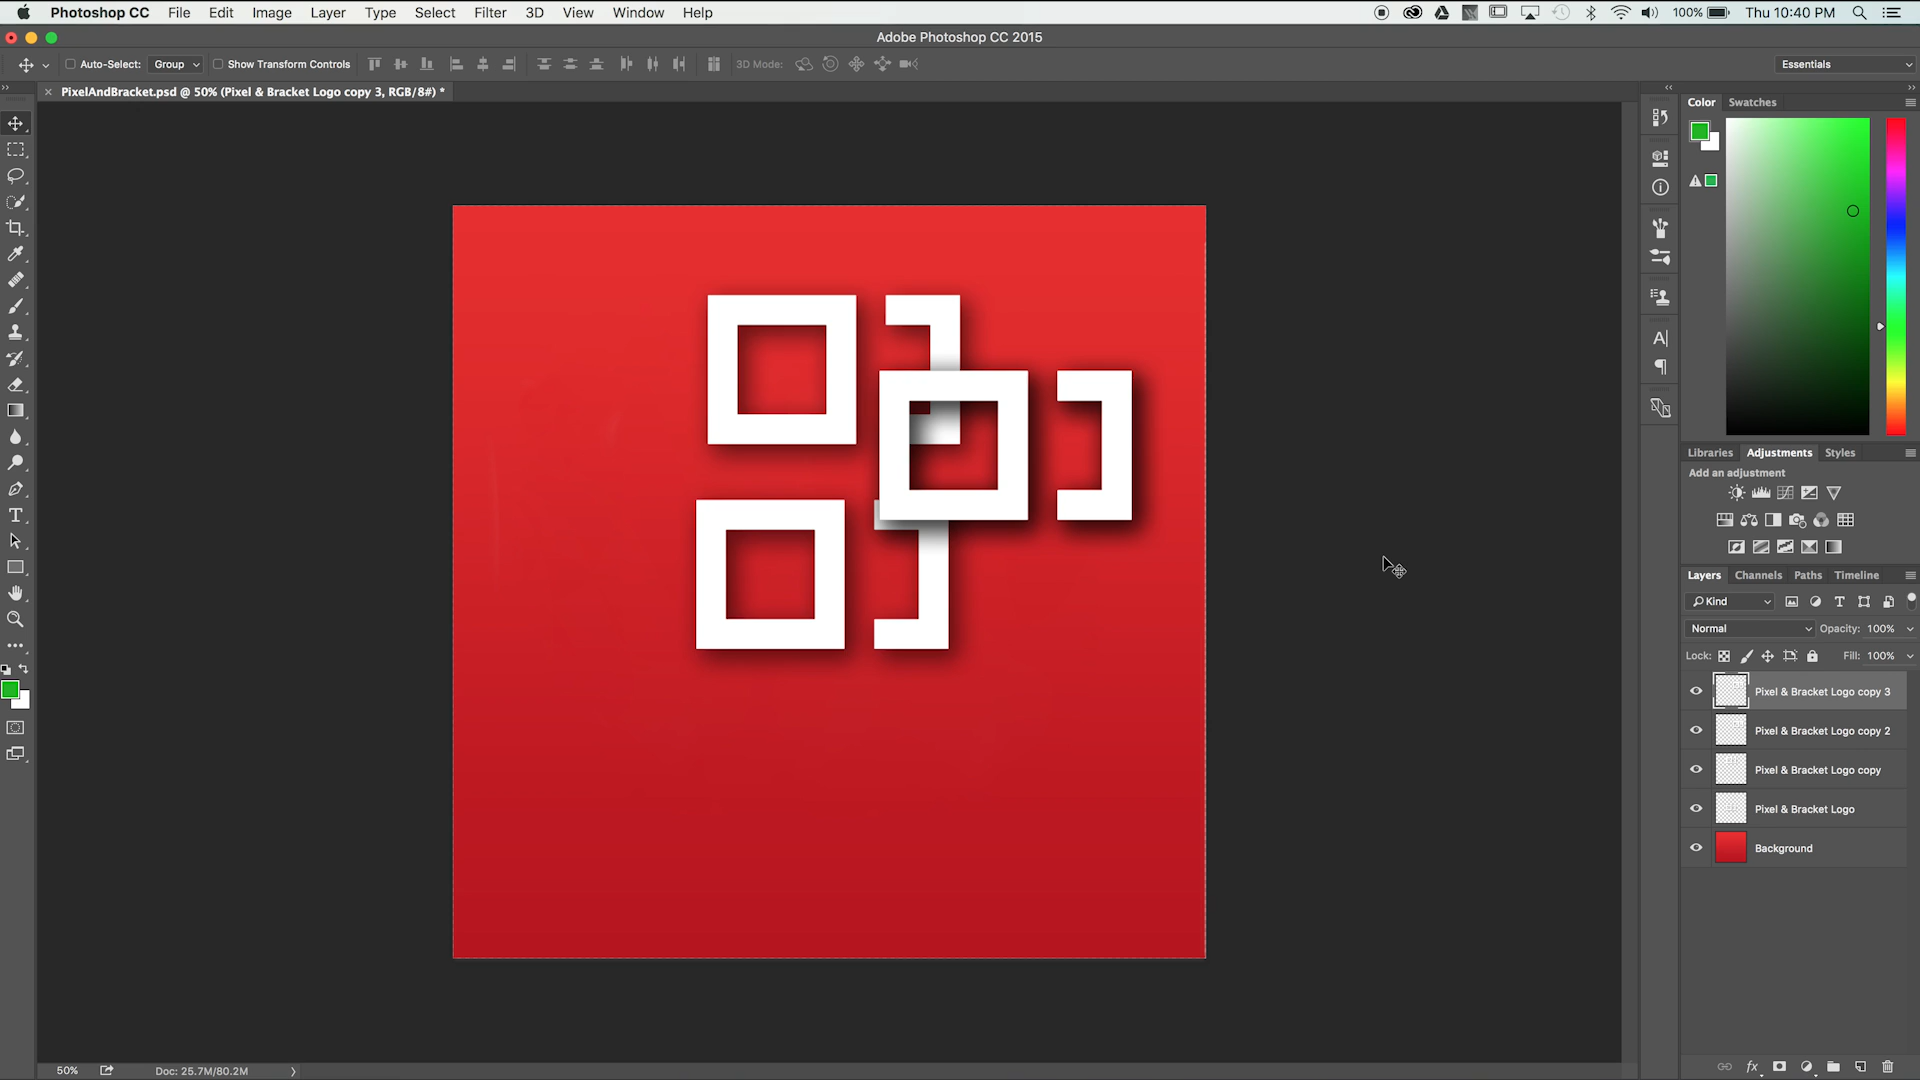 Photoshop CC File Edit Image Layer Type Select Filter 3D View Window Help 100% Thu 10:40 PM
Adobe Photoshop CC 2015
Auto-Select: Group Show Transform Controls 3D Mode: Essentials
PixelAndBracket.psd @ 50% (Pixel & Bracket Logo copy 3, RGB/8#) *
Color Swatches
Libraries Adjustments Styles
Add an adjustment
Layers Channels Paths Timeline
Kind
Normal Opacity: 100%
Lock: Fill: 100%
Pixel & Bracket Logo copy 3
Pixel & Bracket Logo copy 2
Pixel & Bracket Logo copy
Pixel & Bracket Logo
Background
50% Doc: 25.7M/80.2M